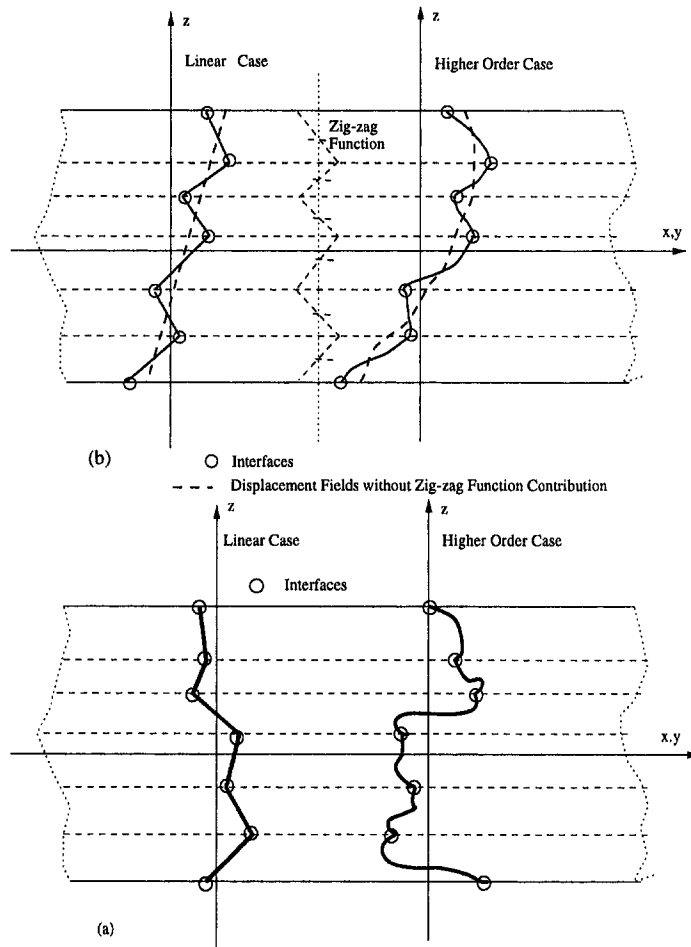 z
z
Linear Case
Higher Order Case
Zig-zag
Function
x,y
(b)
Interfaces
Displacement Fields without Zig-zag Function Contribution
z
z
Linear Case
Higher Order Case
Interfaces
x,y
(a)